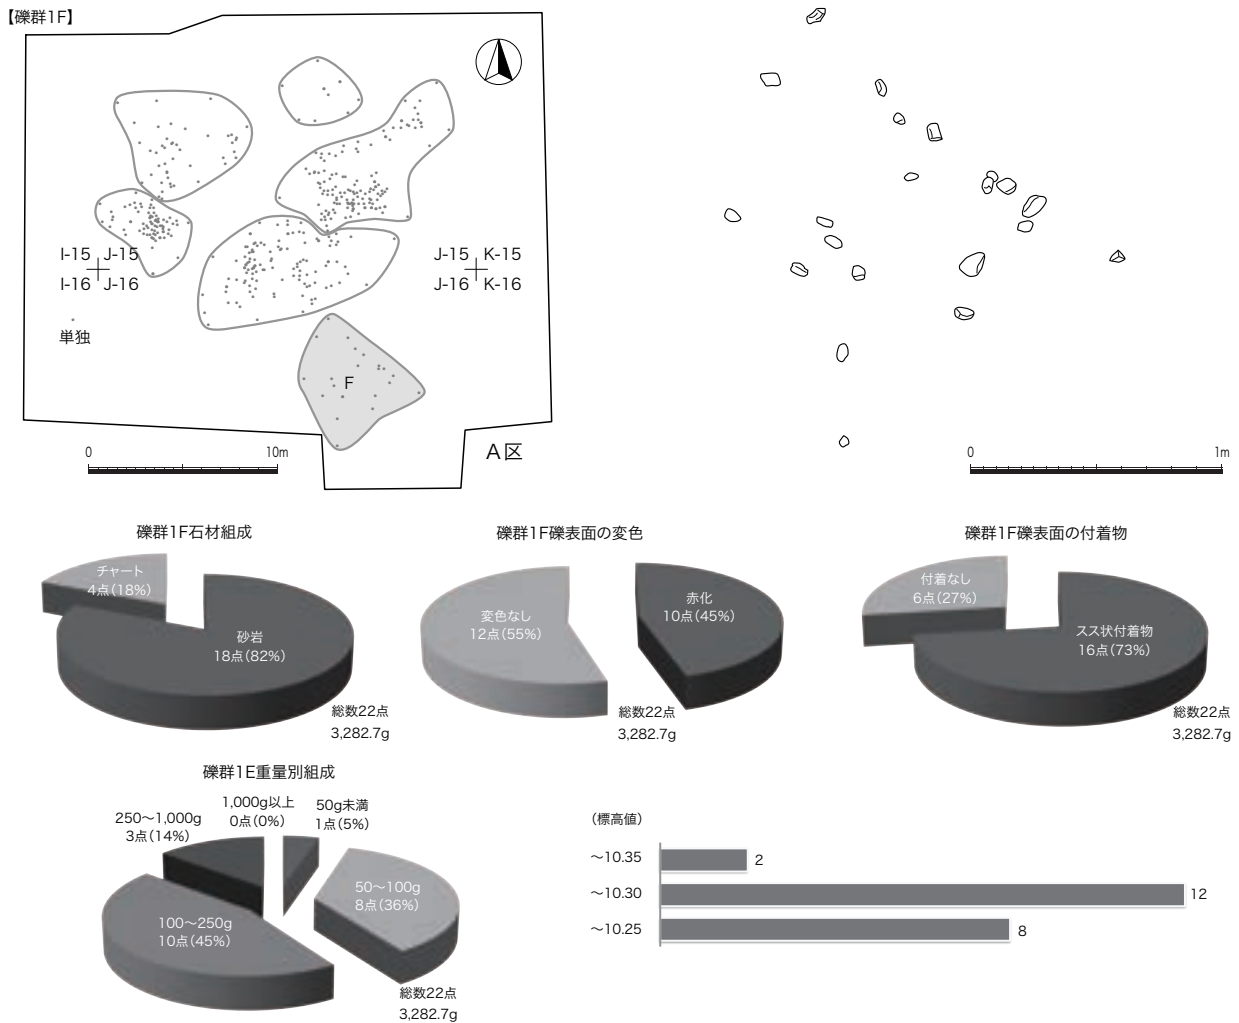 【礫群1F】
I-15 J-15
I-16 J-16
J-15 K-15
J-16 K-16
単独
F
A区
0 10m
0 1m
礫群1F石材組成
チャート
4点(18%)
砂岩
18点(82%)
総数22点
3,282.7g
礫群1F礫表面の変色
変色なし
12点(55%)
赤化
10点(45%)
総数22点
3,282.7g
礫群1F礫表面の付着物
付着なし
6点(27%)
スス状付着物
16点(73%)
総数22点
3,282.7g
礫群1E重量別組成
1,000g以上
0点(0%)
50g未満
1点(5%)
250〜1,000g
3点(14%)
50〜100g
8点(36%)
100〜250g
10点(45%)
総数22点
3,282.7g
(標高値)
〜10.35 2
〜10.30 12
〜10.25 8